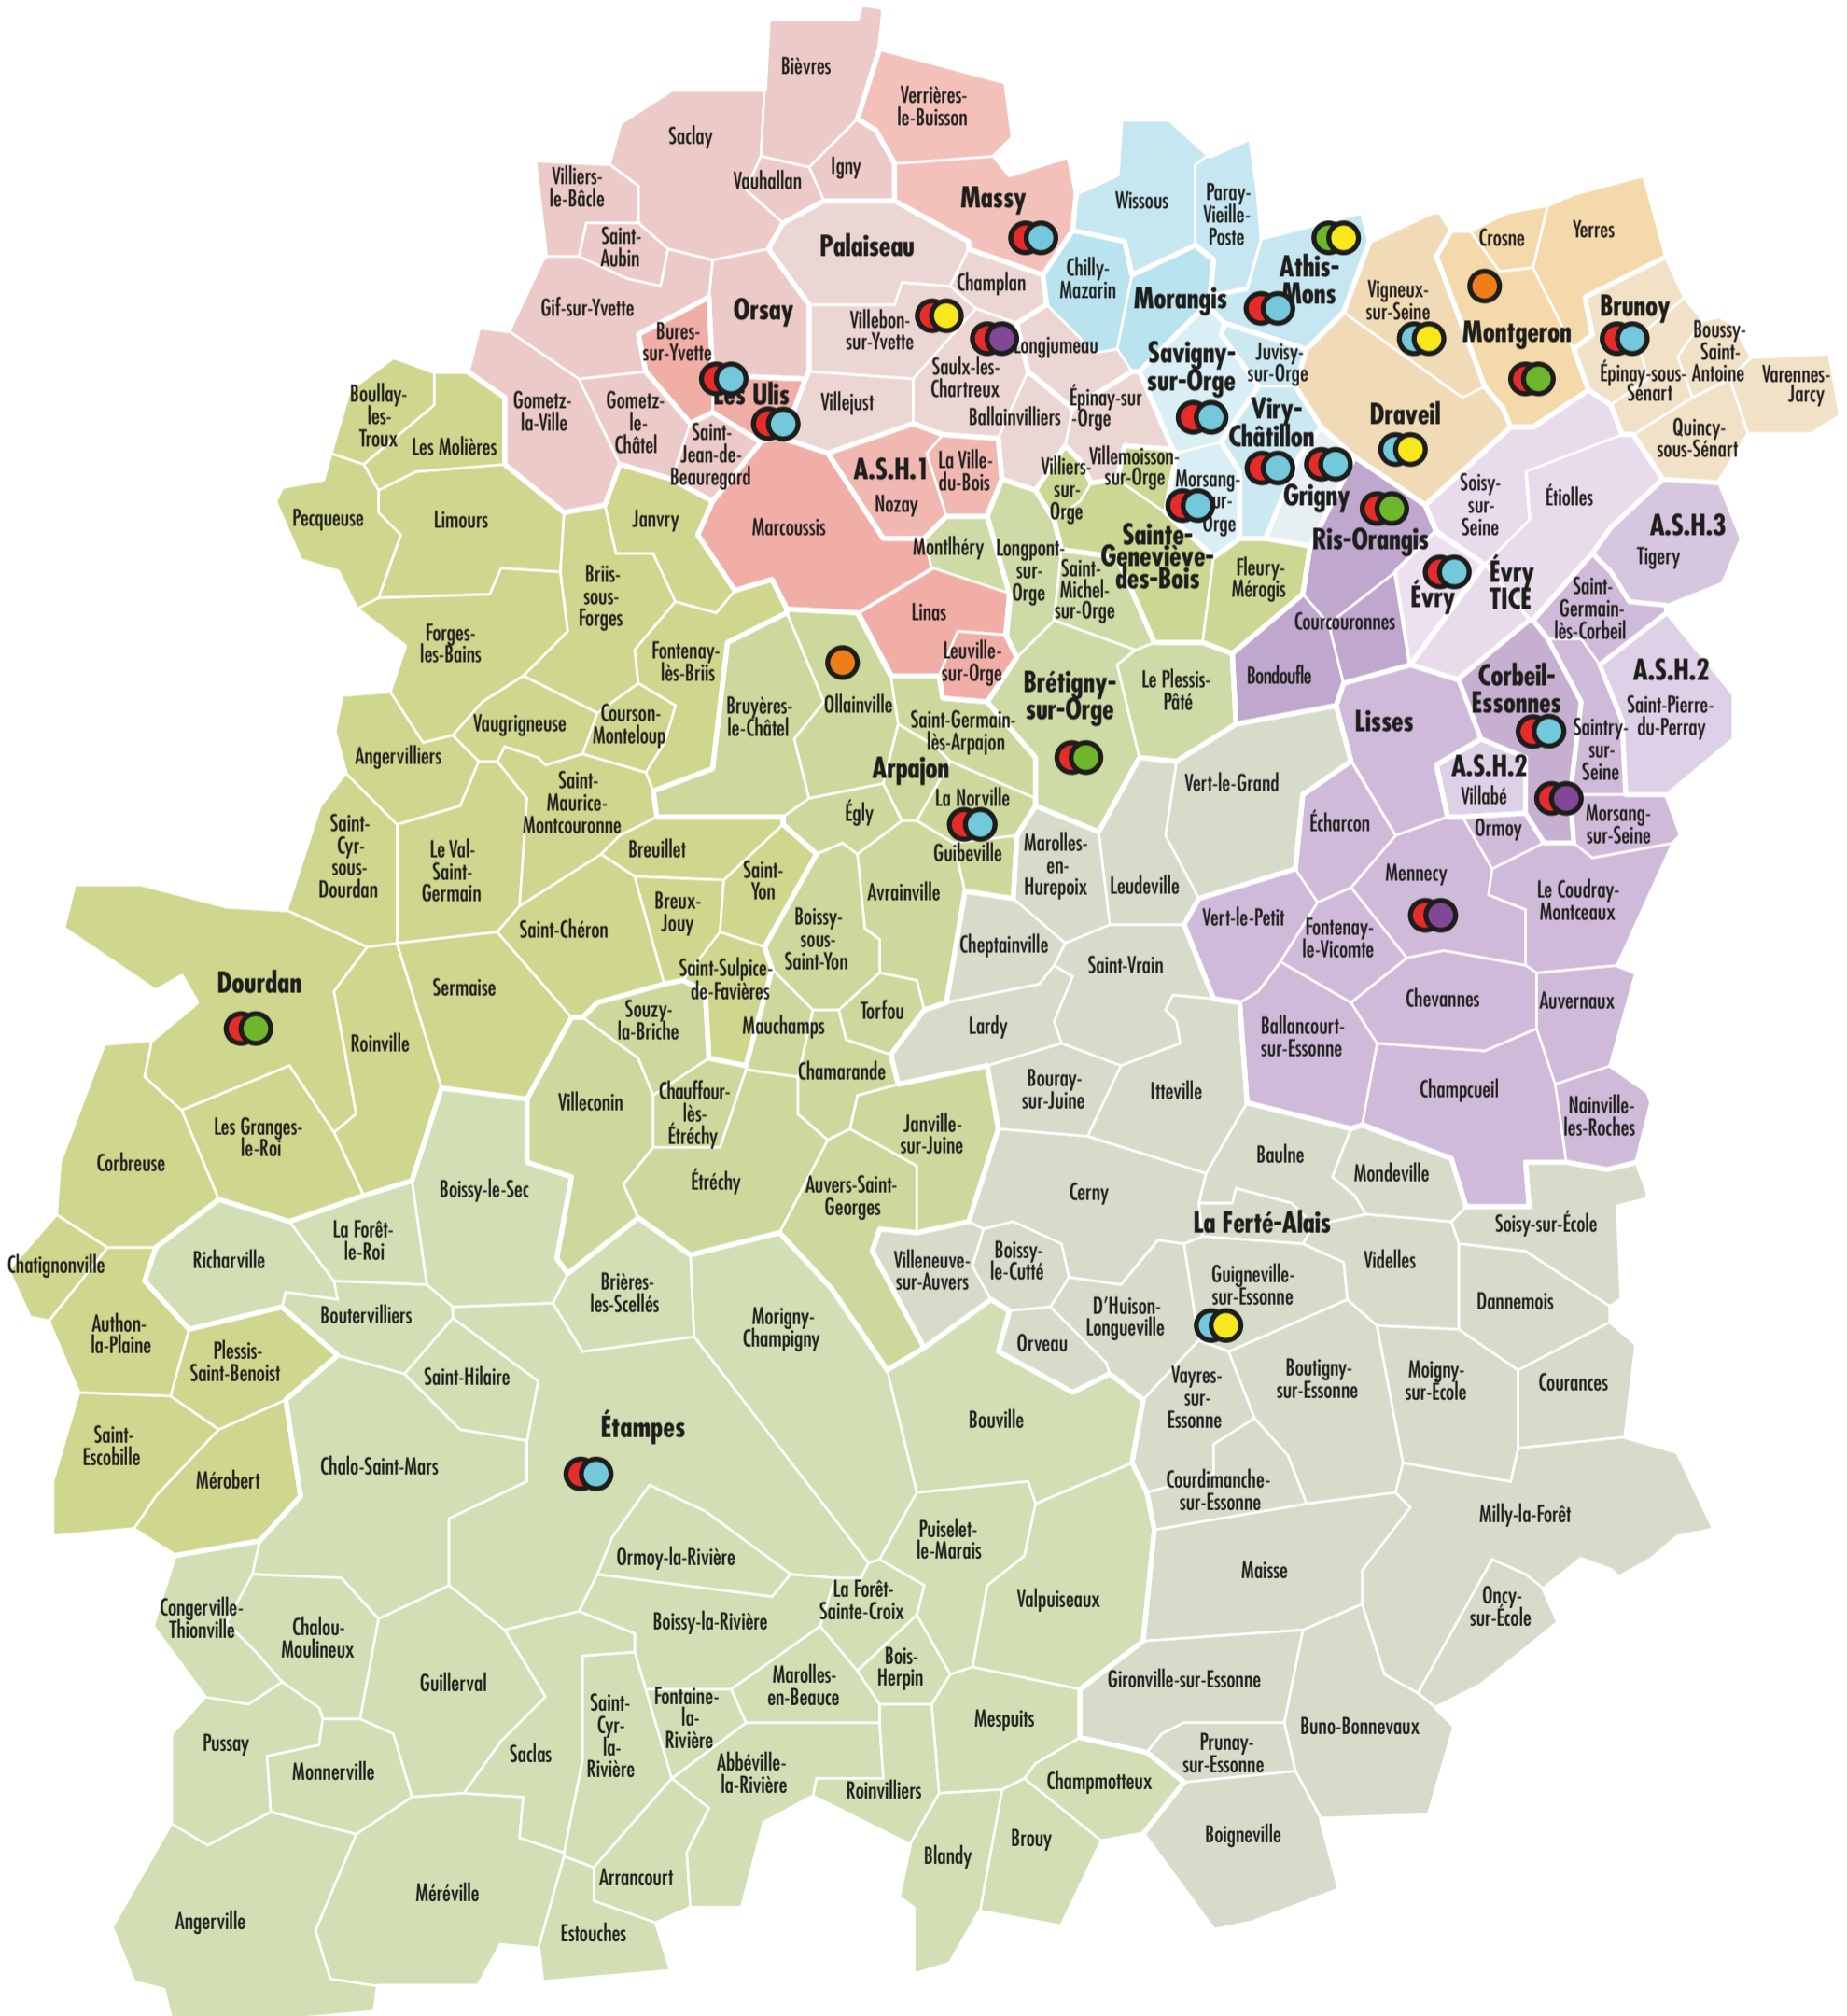 Bièvres
Verrières-
le-Buisson
Saclay
Igny
Vauhallan
Villiers-
le-Bâcle
Saint-
Aubin
Massy
Palaiseau
Wissous
Paray-
Vieille-
Poste
Crosne
Yerres
Champlan
Chilly-
Mazarin
Morangis
Athis-
Mons
Vigneux-
sur-Seine
Montgeron
Brunoy
Boussy-
Saint-
Antoine
Varennes-
Jarcy
Épinay-sous-
Senart
Quincy-
sous-Sénart
Gif-sur-Yvette
Orsay
Bures-
sur-Yvette
Les Ulis
Villebon-
sur-Yvette
Longjumeau
Saulx-les-
Chartreux
Savigny-
sur-Orge
Juvisy-
sur-Orge
Draveil
Boullay-
les-
Troux
Les Molières
Gometz-
la-Ville
Gometz-
le-
Châtel
Saint-
Jean-de-
Beauregard
Villejust
Ballainvilliers
Épinay-sur
-Orge
Viry-
Châtillon
Grigny
A.S.H.1
Nozay
La Ville-
du-Bois
Villiers-
sur-
Orge
Villemoisson-
sur-Orge
Morsang-
sur-
Orge
Soisy-
sur-
Seine
Étiolles
A.S.H.3
Tigery
Pecqueuse
Limours
Janvry
Marcoussis
Montlhéry
Longpont-
sur-
Orge
Saint-
Michel-
sur-Orge
Sainte-
Geneviève-
des-Bois
Fleury-
Mérogis
Ris-Orangis
Évry
Évry
TICE
Saint-
Germain-
lès-Corbeil
Courcouronnes
Briis-
sous-
Forges
Forges-
les-Bains
Fontenay-
lès-Briis
Linas
Leuville-
sur-Orge
Brétigny-
sur-Orge
Le Plessis-
Pâté
Bondoufle
Lisses
Corbeil-
Essonnes
A.S.H.2
Saint-Pierre-
du-Perray
Saintry-
sur-
Seine
A.S.H.2
Villabé
Ormoy
Morsang-
sur-Seine
Vaugrigneuse
Courson-
Monteloup
Bruyères-
le-Châtel
Ollainville
Saint-Germain-
lès-Arpajon
Arpajon
La Norville
Guibeville
Égly
Angervilliers
Saint-
Maurice-
Montcouronne
Vert-le-Grand
Écharcon
Mennecy
Le Coudray-
Montceaux
Saint-
Cyr-
sous-
Dourdan
Le Val-
Saint-
Germain
Breuillet
Saint-
Yon
Breux-
Jouy
Saint-Chéron
Boissy-
sous-
Saint-Yon
Avrainville
Marolles-
en-
Hurepoix
Leudeville
Cheptainville
Vert-le-Petit
Fontenay-
le-Vicomte
Dourdan
Sermaise
Roinville
Souzy-
la-Briche
Saint-Sulpice-
de-Favières
Mauchamps
Torfou
Chamarande
Lardy
Saint-Vrain
Chevannes
Auvernaux
Ballancourt-
sur-Essonne
Champcueil
Nainville-
les-Roches
Les Granges-
le-Roi
Corbreuse
Villeconin
Chauffour-
lès-
Étréchy
Étréchy
Janville-
sur-Juine
Auvers-Saint-
Georges
Bouray-
sur-Juine
Itteville
Baulne
Mondeville
Cerny
La Ferté-Alais
Soisy-sur-École
Boissy-le-Sec
La Forêt-
le-Roi
Richarville
Chatignonville
Authon-
la-Plaine
Plessis-
Saint-Benoist
Boutervilliers
Brières-
les-Scellés
Morigny-
Champigny
Villeneuve-
sur-Auvers
Boissy-
le-Cutté
D'Huison-
Longueville
Orveau
Guigneville-
sur-Essonne
Videlles
Dannemois
Saint-Hilaire
Saint-
Escobille
Mérobert
Chalo-Saint-Mars
Étampes
Bouville
Vayres-
sur-
Essonne
Boutigny-
sur-Essonne
Moigny-
sur-École
Courances
Courdimanche-
sur-Essonne
Milly-la-Forêt
Maisse
Oncy-
sur-École
Ormoy-la-Rivière
Puiselet-
le-Marais
Valpuiseaux
La Forêt-
Sainte-Croix
Boissy-la-Rivière
Congerville-
Thionville
Chalou-
Moulineux
Guillerval
Bois-
Herpin
Marolles-
en-Beauce
Gironville-sur-Essonne
Buno-Bonnevaux
Prunay-
sur-Essonne
Mespuits
Pussay
Monnerville
Saclas
Saint-
Cyr-
la-
Rivière
Fontaine-
la-
Rivière
Abbéville-
la-Rivière
Roinvilliers
Champmotteux
Boigneville
Brouy
Blandy
Arrancourt
Estouches
Méréville
Angerville